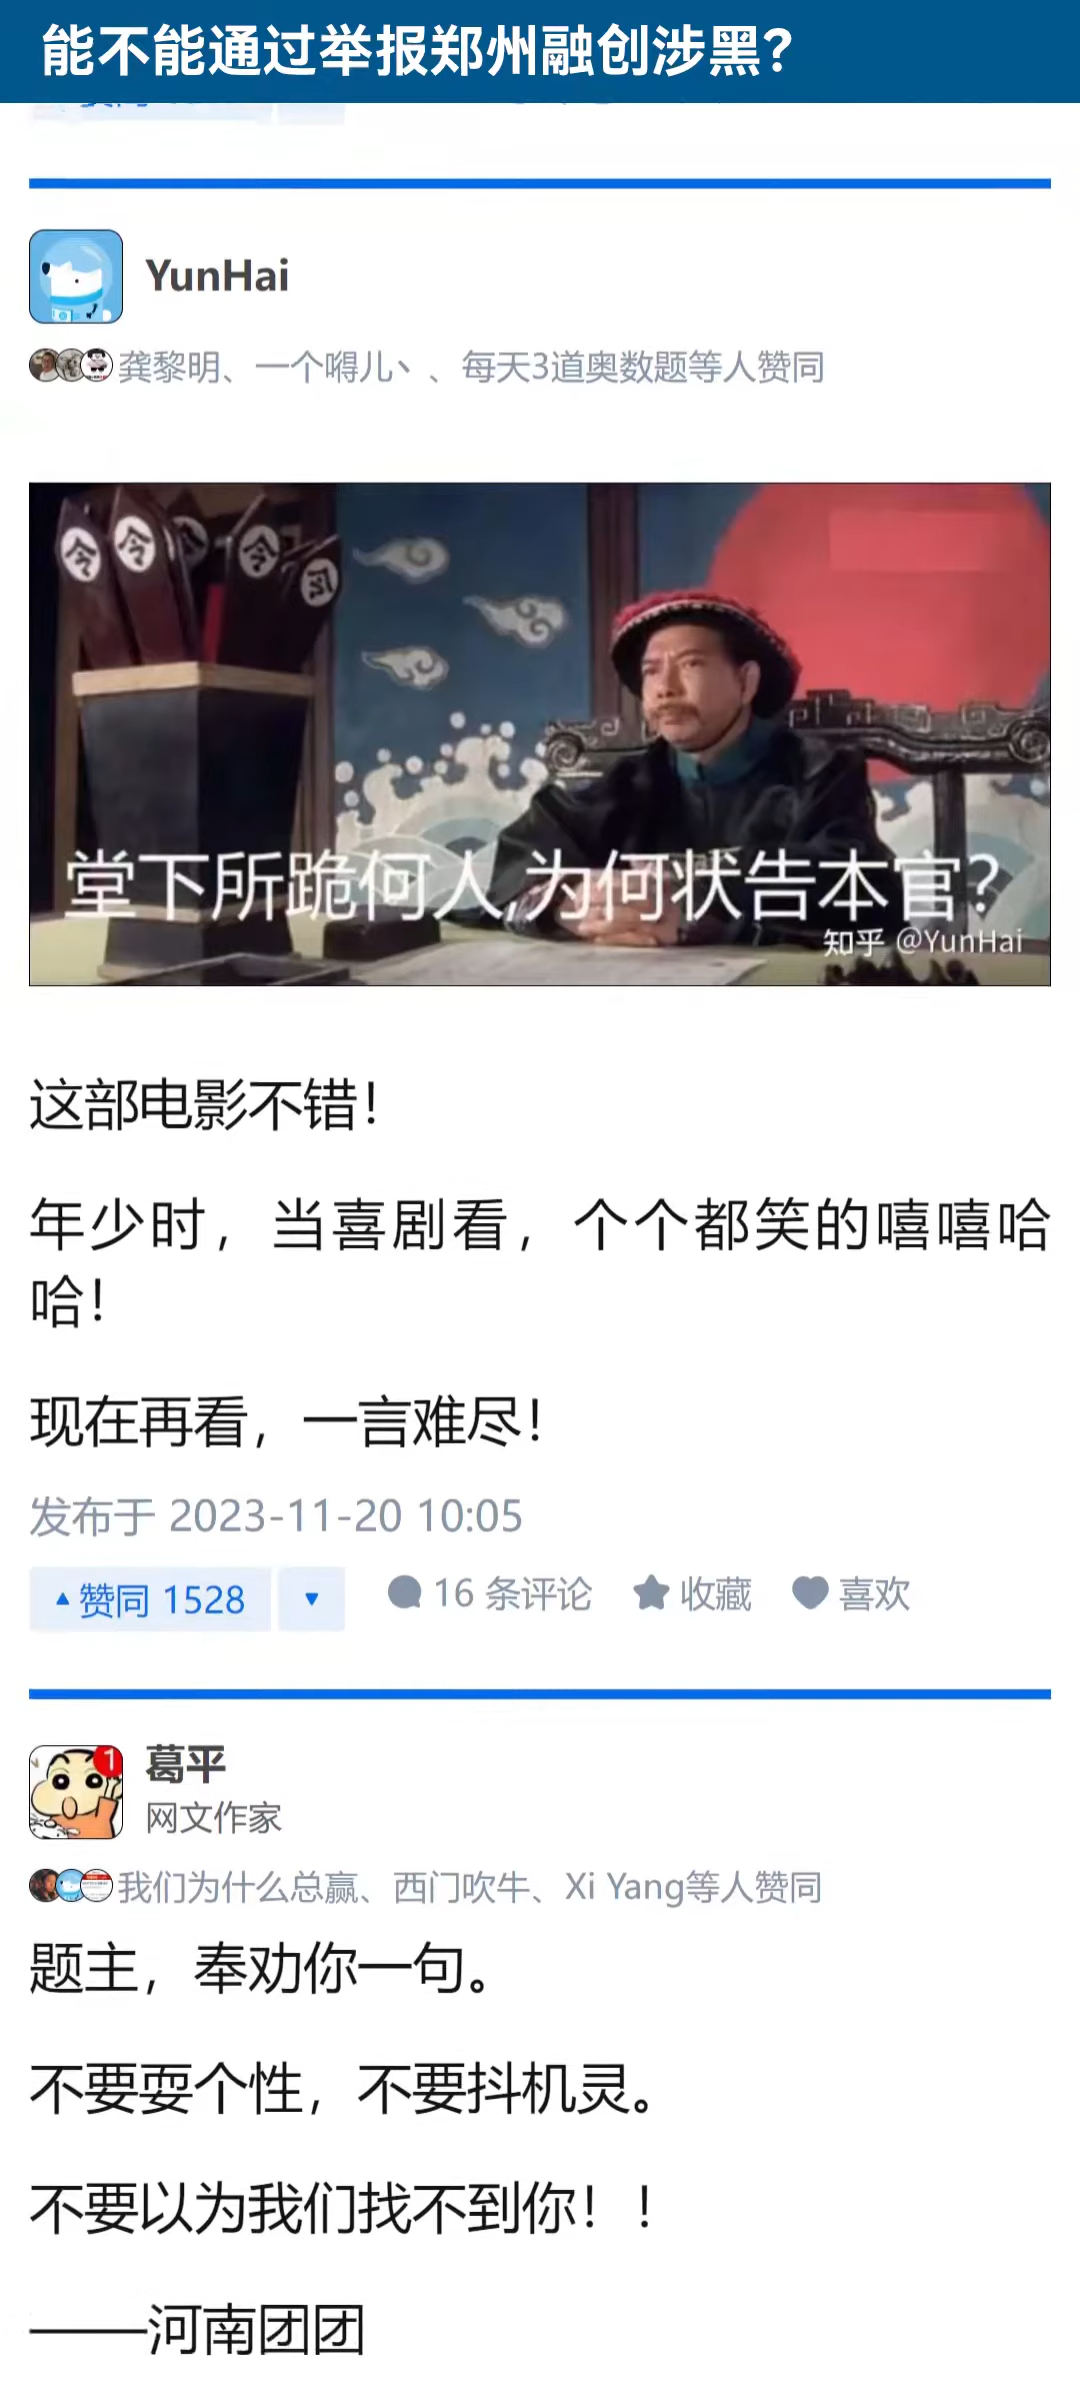 能不能通过举报郑州融创涉黑?
YunHai
龚黎明、一个嘚儿丶、每天3道奥数题等人赞同
令
令
令
令
堂下所跪何人,为何状告本官?
知乎 @YunHai
这部电影不错！
年少时，当喜剧看，个个都笑的嘻嘻哈
哈！
现在再看，一言难尽！
发布于 2023-11-20 10:05
赞同 1528
16 条评论
收藏
喜欢
1
葛平
网文作家
我们为什么总赢、西门吹牛、Xi Yang等人赞同
题主，奉劝你一句。
不要耍个性，不要抖机灵。
不要以为我们找不到你！！
——河南团团